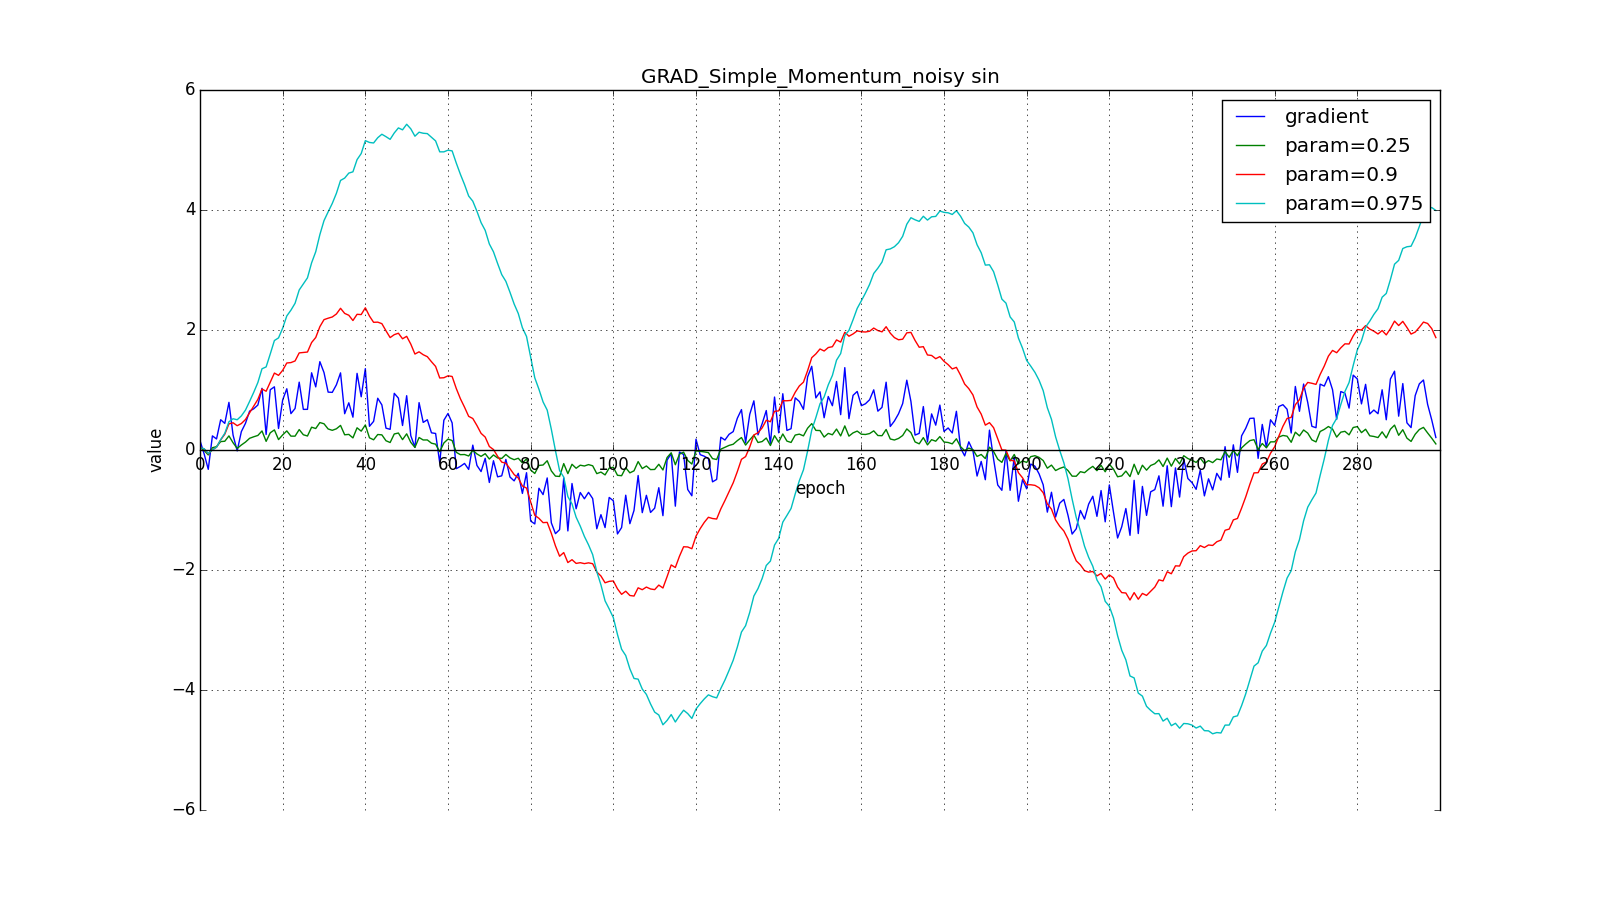 GRAD_Simple_Momentum_noisy sin
6
4
2
0
−2
−4
−6
value
0 20 40 60 80 100 120 140 160 180 200 220 240 260 280
epoch
gradient
param=0.25
param=0.9
param=0.975